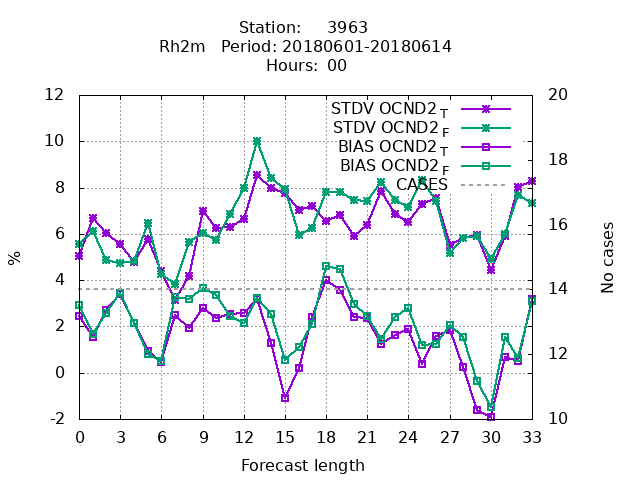 Station: 3963
Rh2m Period: 20180601-20180614
Hours: 00
12 20
STDV OCND2 T
STDV OCND2 F
BIAS OCND2 T
BIAS OCND2 F
CASES
10 18
8
6 16
4 14
2 12
0
-2 10
%
No cases
0 3 6 9 12 15 18 21 24 27 30 33
Forecast length